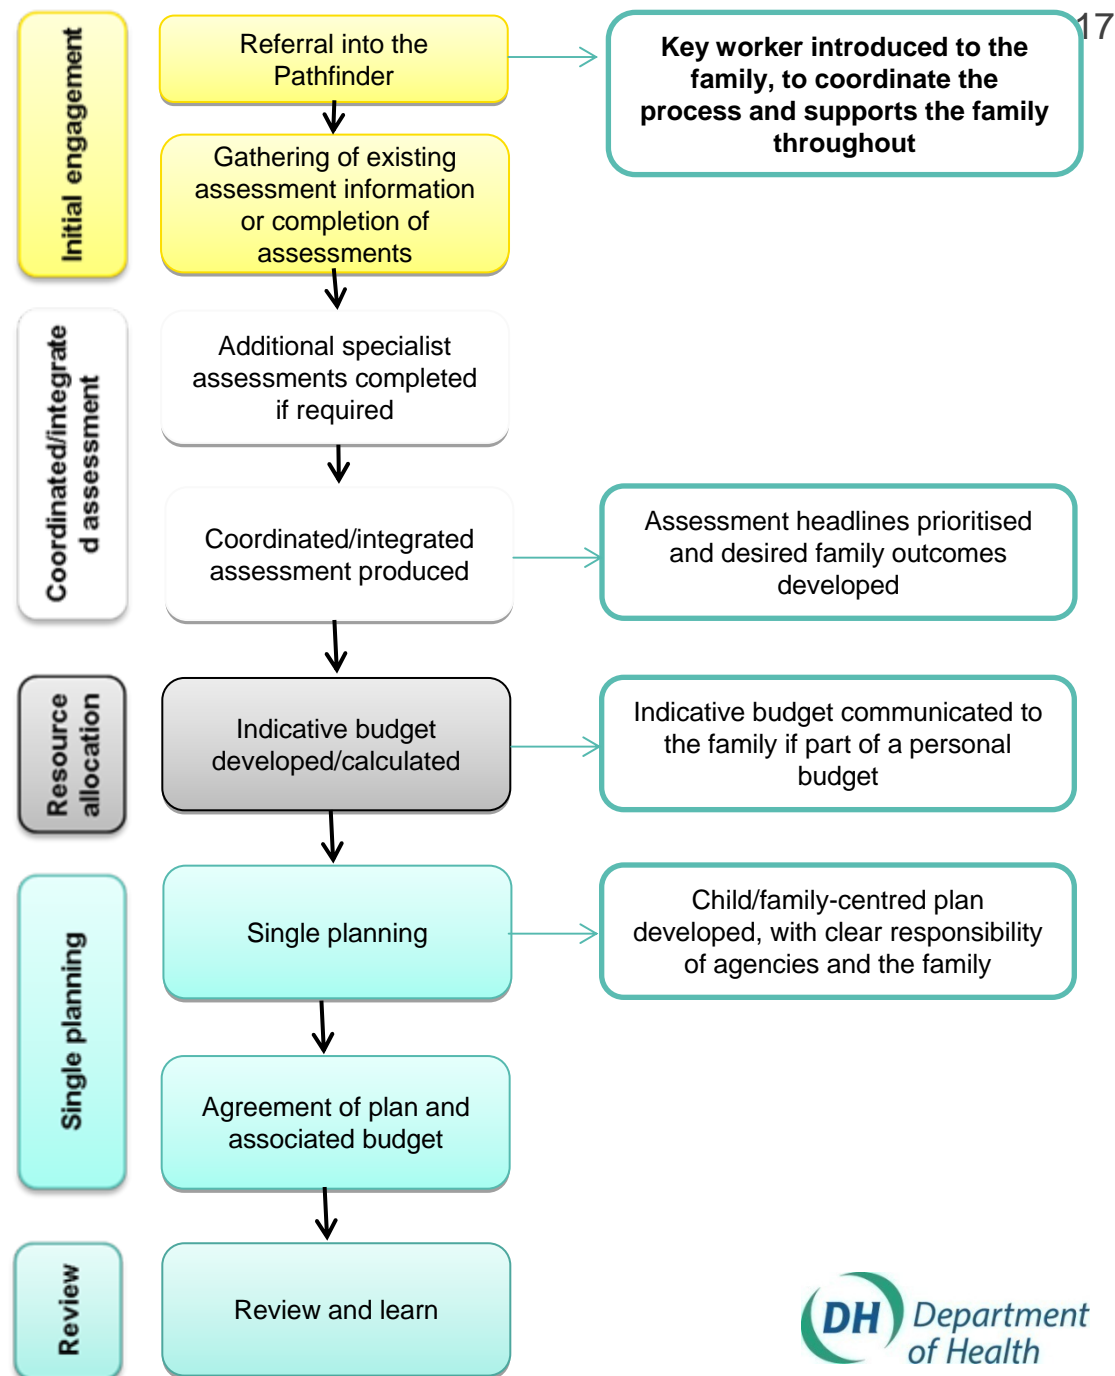 17
Initial engagement
Referral into the
Pathfinder
Key worker introduced to the
family, to coordinate the
process and supports the family
throughout
Gathering of existing
assessment information
or completion of
assessments
Coordinated/integrate
d assessment
Additional specialist
assessments completed
if required
Coordinated/integrated
assessment produced
Assessment headlines prioritised
and desired family outcomes
developed
Resource
allocation
Indicative budget
developed/calculated
Indicative budget communicated to
the family if part of a personal
budget
Single planning
Single planning
Child/family-centred plan
developed, with clear responsibility
of agencies and the family
Agreement of plan and
associated budget
Review
Review and learn
DH Department
of Health